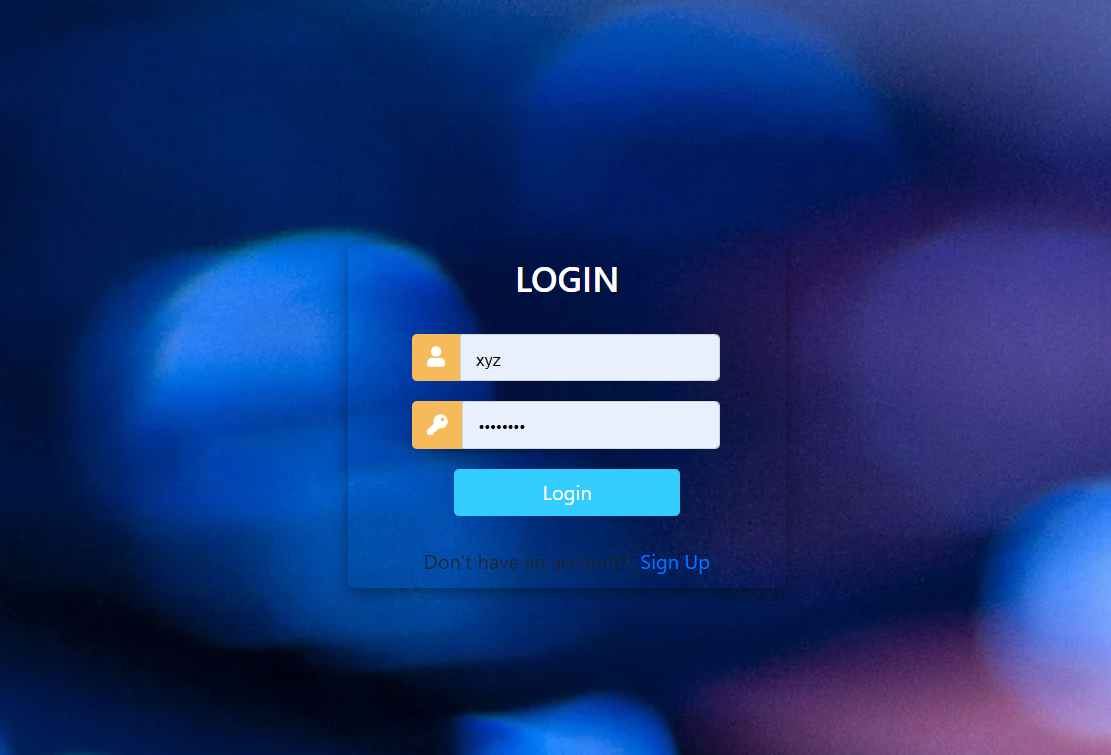 LOGIN
xyz
••••••••
Login
Don't have an account? Sign Up